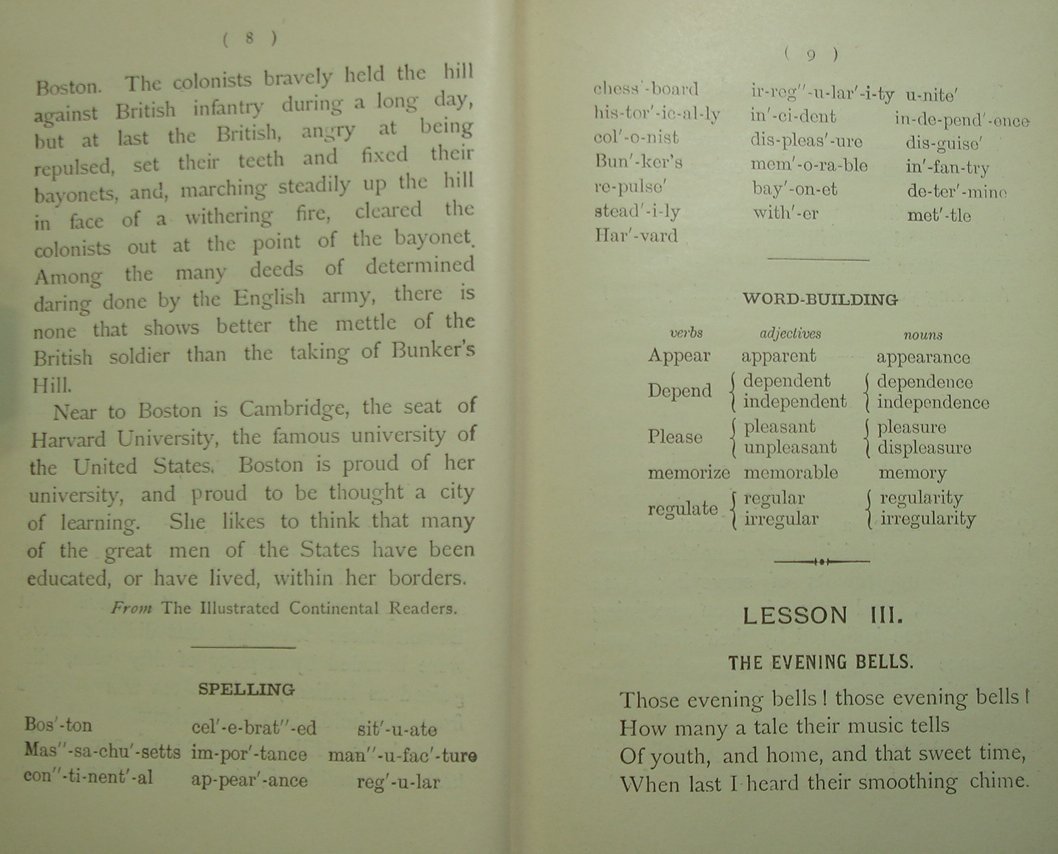 ( 8 )
Boston. The colonists bravely held the hill
against British infantry during a long day,
but at last the British, angry at being
repulsed, set their teeth and fixed their
bayonets, and, marching steadily up the hill
in face of a withering fire, cleared the
colonists out at the point of the bayonet.
Among the many deeds of determined
daring done by the English army, there is
none that shows better the mettle of the
British soldier than the taking of Bunker's
Hill.
Near to Boston is Cambridge, the seat of
Harvard University, the famous university of
the United States. Boston is proud of her
university, and proud to be thought a city
of learning. She likes to think that many
of the great men of the States have been
educated, or have lived, within her borders.
From The Illustrated Continental Readers.
SPELLING
Bos'-ton cel'-e-brat''-ed sit'-u-ate
Mas''-sa-chu'-setts im-por'-tance man''-u-fac'-ture
con''-ti-nent'-al ap-pear'-ance reg'-u-lar
( 9 )
chess'-board ir-reg''-u-lar'-i-ty u-nite'
his-tor'-ic-al-ly in'-ci-dent in-de-pend'-ence
col'-o-nist dis-pleas'-ure dis-guise'
Bun'-ker's mem'-o-ra-ble in'-fan-try
re-pulse' bay'-on-et de-ter'-mine
stead'-i-ly with'-er met'-tle
Har'-vard
WORD-BUILDING
verbs adjectives nouns
Appear apparent appearance
Depend { dependent { dependence
independent independence
Please { pleasant { pleasure
unpleasant displeasure
memorize memorable memory
regulate { regular { regularity
irregular irregularity
LESSON III.
THE EVENING BELLS.
Those evening bells! those evening bells!
How many a tale their music tells
Of youth, and home, and that sweet time,
When last I heard their smoothing chime.